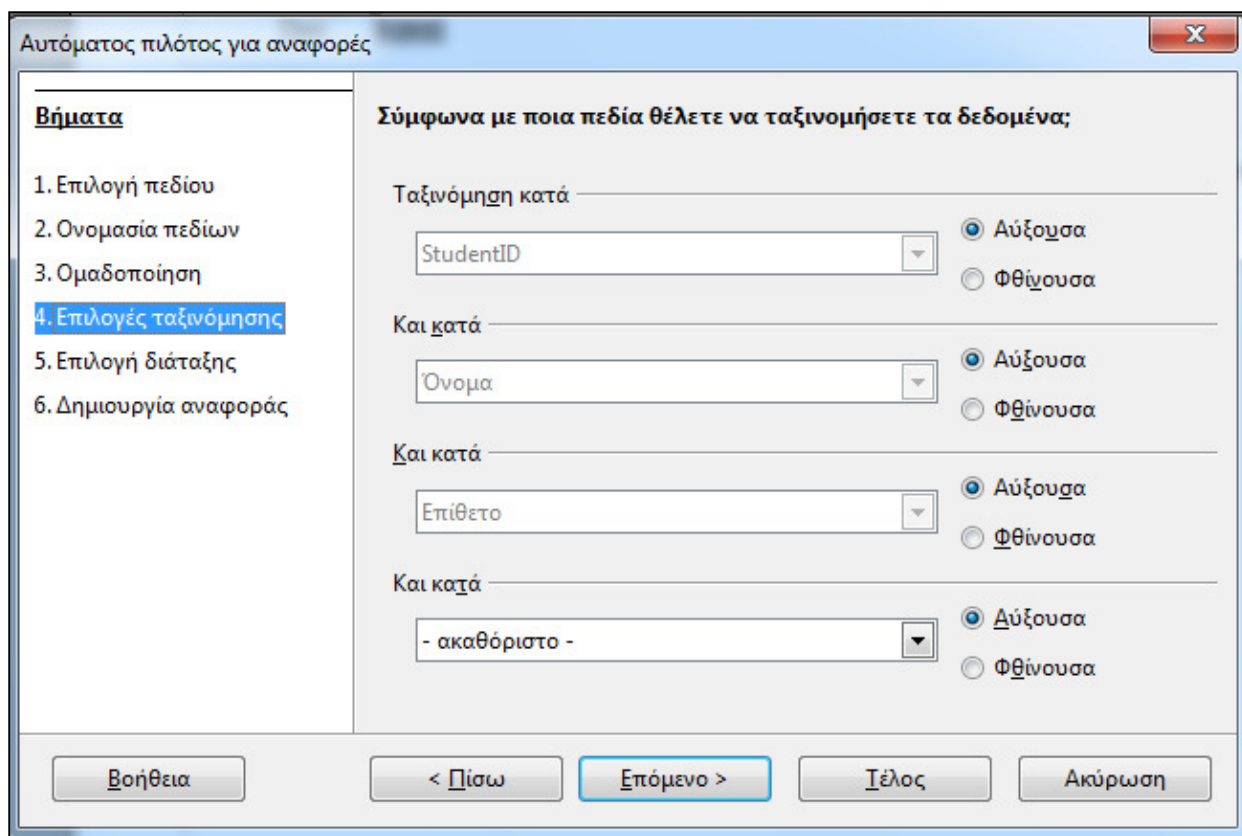 Αυτόματος πιλότος για αναφορές
Βήματα
1. Επιλογή πεδίου
2. Ονομασία πεδίων
3. Ομαδοποίηση
4. Επιλογές ταξινόμησης
5. Επιλογή διάταξης
6. Δημιουργία αναφοράς
Σύμφωνα με ποια πεδία θέλετε να ταξινομήσετε τα δεδομένα;
Ταξινόμηση κατά
StudentID
Αύξουσα
Φθίνουσα
Και κατά
Όνομα
Αύξουσα
Φθίνουσα
Και κατά
Επίθετο
Αύξουσα
Φθίνουσα
Και κατά
- ακαθόριστο -
Αύξουσα
Φθίνουσα
Βοήθεια
< Πίσω
Επόμενο >
Τέλος
Ακύρωση